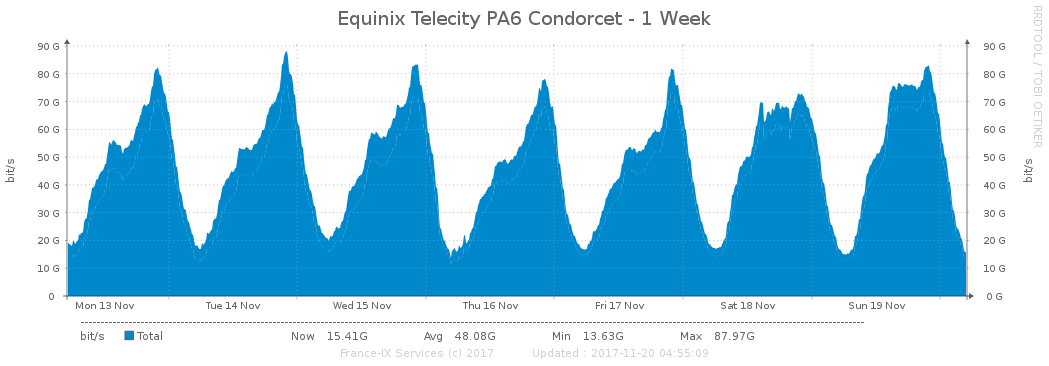 Equinix Telecity PA6 Condorcet - 1 Week
RRDTOOL / TOBI OETIKER
90 G 90 G
80 G 80 G
70 G 70 G
60 G 60 G
50 G 50 G
40 G 40 G
30 G 30 G
20 G 20 G
10 G 10 G
0 0 G
bit/s bit/s
Mon 13 Nov Tue 14 Nov Wed 15 Nov Thu 16 Nov Fri 17 Nov Sat 18 Nov Sun 19 Nov
bit/s Total Now 15.41G Avg 48.08G Min 13.63G Max 87.97G
France-IX Services (c) 2017 Updated : 2017-11-20 04:55:09